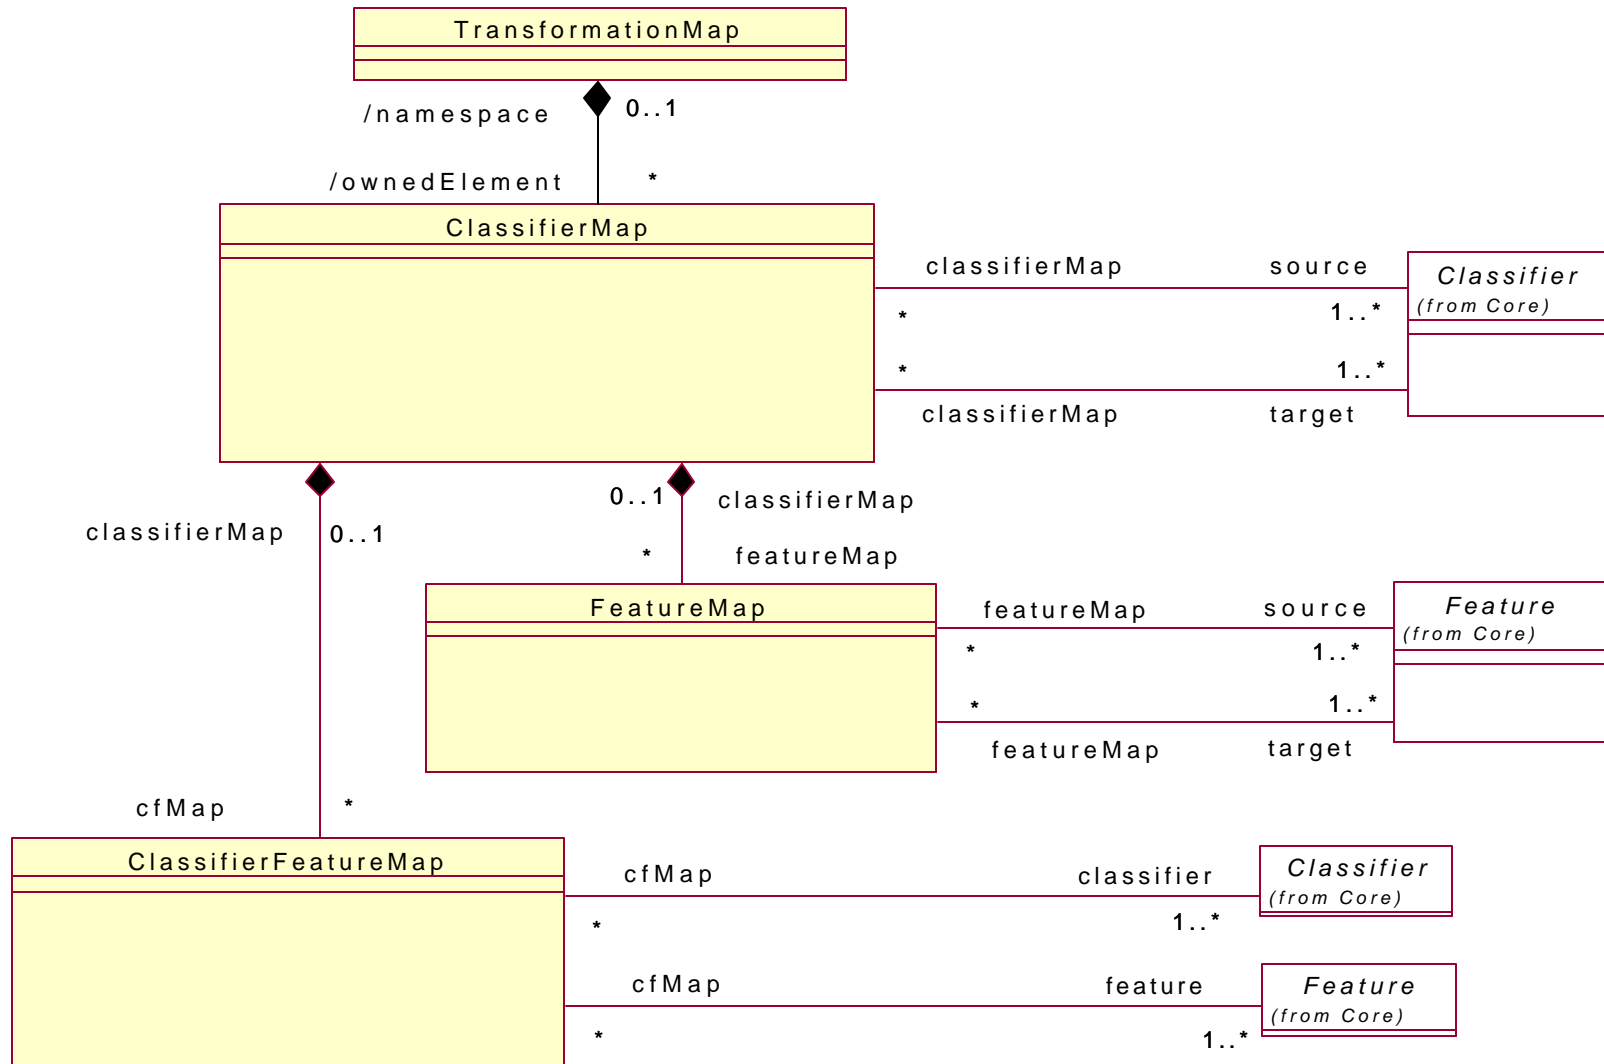 TransformationMap
/namespace 0..1
/ownedElement *
ClassifierMap
classifierMap source
* 1..*
Classifier
(from Core)
* 1..*
classifierMap target
0..1 classifierMap
classifierMap 0..1
* featureMap
FeatureMap
featureMap source
* 1..*
Feature
(from Core)
* 1..*
featureMap target
cfMap *
ClassifierFeatureMap
cfMap classifier
* 1..*
Classifier
(from Core)
cfMap feature
* 1..*
Feature
(from Core)